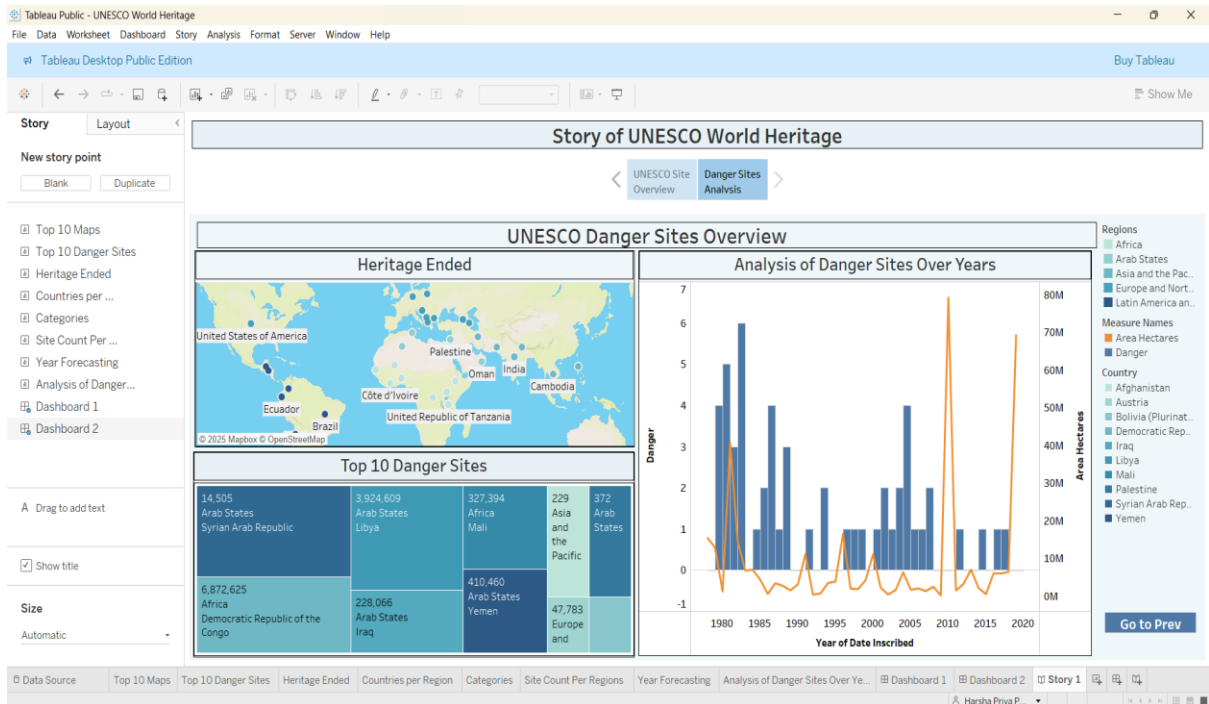 Tableau Public - UNESCO World Heritage
File Data Worksheet Dashboard Story Analysis Format Server Window Help
Tableau Desktop Public Edition
Buy Tableau
Show Me
Story
Layout
New story point
Blank
Duplicate
Top 10 Maps
Top 10 Danger Sites
Heritage Ended
Countries per ...
Categories
Site Count Per ...
Year Forecasting
Analysis of Danger...
Dashboard 1
Dashboard 2
A Drag to add text
Show title
Size
Automatic
Story of UNESCO World Heritage
UNESCO Site
Overview
Danger Sites
Analysis
UNESCO Danger Sites Overview
Heritage Ended
United States of America
Palestine
Oman
India
Cambodia
Côte d'Ivoire
United Republic of Tanzania
Ecuador
Brazil
© 2025 Mapbox © OpenStreetMap
Top 10 Danger Sites
14,505
Arab States
Syrian Arab Republic
6,872,625
Africa
Democratic Republic of the
Congo
3,924,609
Arab States
Libya
228,066
Arab States
Iraq
327,394
Africa
Mali
410,460
Arab States
Yemen
229
Asia
and
the
Pacific
372
Arab
States
47,783
Europe
and
Analysis of Danger Sites Over Years
Danger
7
6
5
4
3
2
1
0
-1
80M
70M
60M
50M
40M
30M
20M
10M
0M
Area Hectares
1980 1985 1990 1995 2000 2005 2010 2015 2020
Year of Date Inscribed
Regions
Africa
Arab States
Asia and the Pac..
Europe and Nort..
Latin America an..
Measure Names
Area Hectares
Danger
Country
Afghanistan
Austria
Bolivia (Plurinat..
Democratic Rep..
Iraq
Libya
Mali
Palestine
Syrian Arab Rep..
Yemen
Go to Prev
Data Source Top 10 Maps Top 10 Danger Sites Heritage Ended Countries per Region Categories Site Count Per Regions Year Forecasting Analysis of Danger Sites Over Ye... Dashboard 1 Dashboard 2 Story 1
Harsha Priya P...